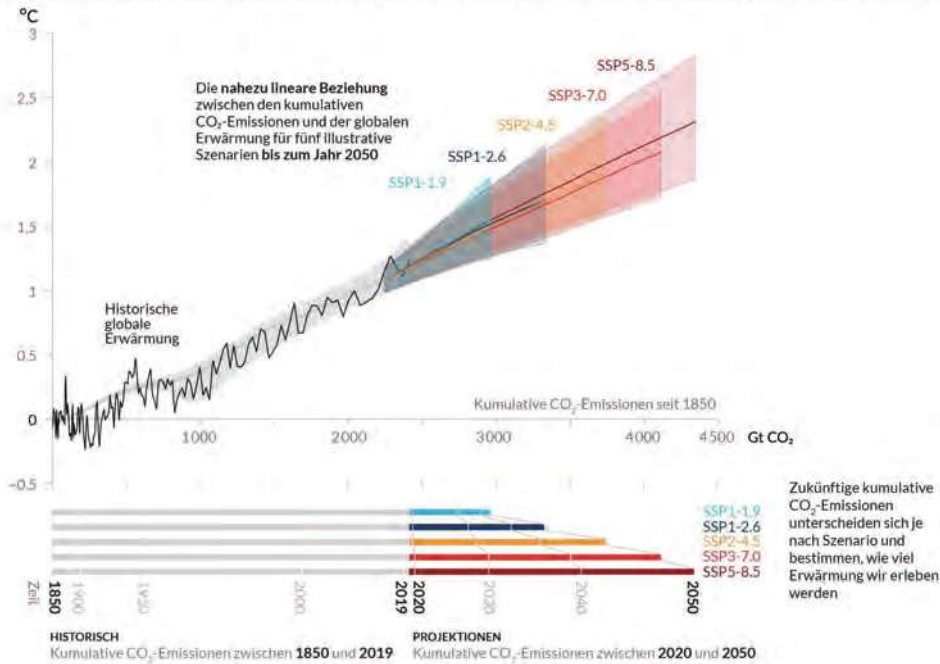 °C
3
2.5
2
1.5
1
0.5
0
−0.5
SSP5-8.5
SSP3-7.0
SSP2-4.5
SSP1-2.6
SSP1-1.9
Die nahezu lineare Beziehung
zwischen den kumulativen
CO₂-Emissionen und der globalen
Erwärmung für fünf illustrative
Szenarien bis zum Jahr 2050
Historische
globale
Erwärmung
Kumulative CO₂-Emissionen seit 1850
1000
2000
3000
4000
4500
Gt CO₂
SSP1-1.9
SSP1-2.6
SSP2-4.5
SSP3-7.0
SSP5-8.5
Zukünftige kumulative
CO₂-Emissionen
unterscheiden sich je
nach Szenario und
bestimmen, wie viel
Erwärmung wir erleben
werden
Zeit
1850
1900
1950
2000
2019
2020
2040
2050
HISTORISCH
Kumulative CO₂-Emissionen zwischen 1850 und 2019
PROJEKTIONEN
Kumulative CO₂-Emissionen zwischen 2020 und 2050